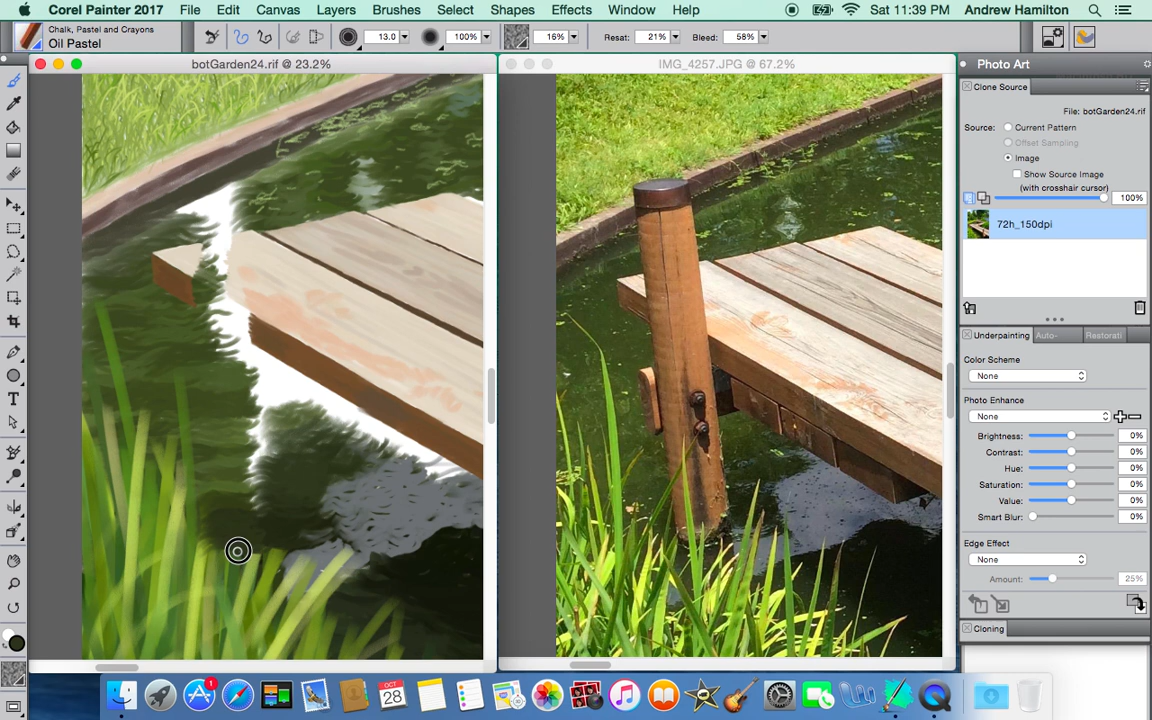 Corel Painter 2017 File Edit Canvas Layers Brushes Select Shapes Effects Window Help Sat 11:39 PM Andrew Hamilton
Chalk, Pastel and Crayons
Oil Pastel
13.0 100% 16% Resat: 21% Bleed: 58%
botGarden24.rif @ 23.2%
IMG_4257.JPG @ 67.2%
Photo Art
Clone Source
File: botGarden24.rif
Source: Current Pattern
Offset Sampling
Image
Show Source Image
(with crosshair cursor)
100%
72h_150dpi
Underpainting Auto- Restorati
Color Scheme
None
Photo Enhance
None
Brightness: 0%
Contrast: 0%
Hue: 0%
Saturation: 0%
Value: 0%
Smart Blur: 0%
Edge Effect
None
Amount: 25%
Cloning
1
OCT
28